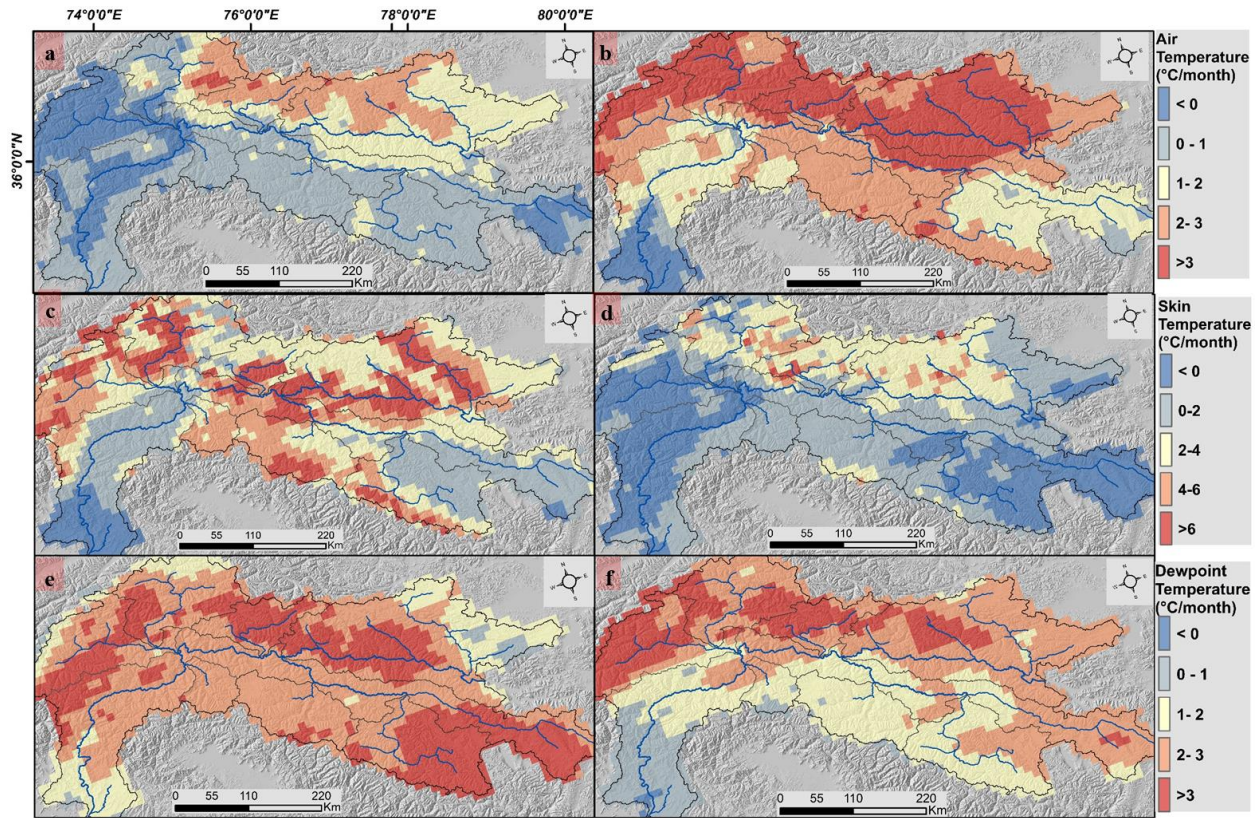 74°0'0"E 76°0'0"E 78°0'0"E 80°0'0"E
36°0'0"N
a
N
E
S
0 55 110 220
Km
b
N
E
S
0 55 110 220
Km
Air
Temperature
(°C/month)
< 0
0 - 1
1- 2
2- 3
>3
c
N
E
S
0 55 110 220
Km
d
N
E
S
0 55 110 220
Km
Skin
Temperature
(°C/month)
< 0
0-2
2-4
4-6
>6
e
N
E
S
0 55 110 220
Km
f
N
E
S
0 55 110 220
Km
Dewpoint
Temperature
(°C/month)
< 0
0 - 1
1 - 2
2- 3
>3